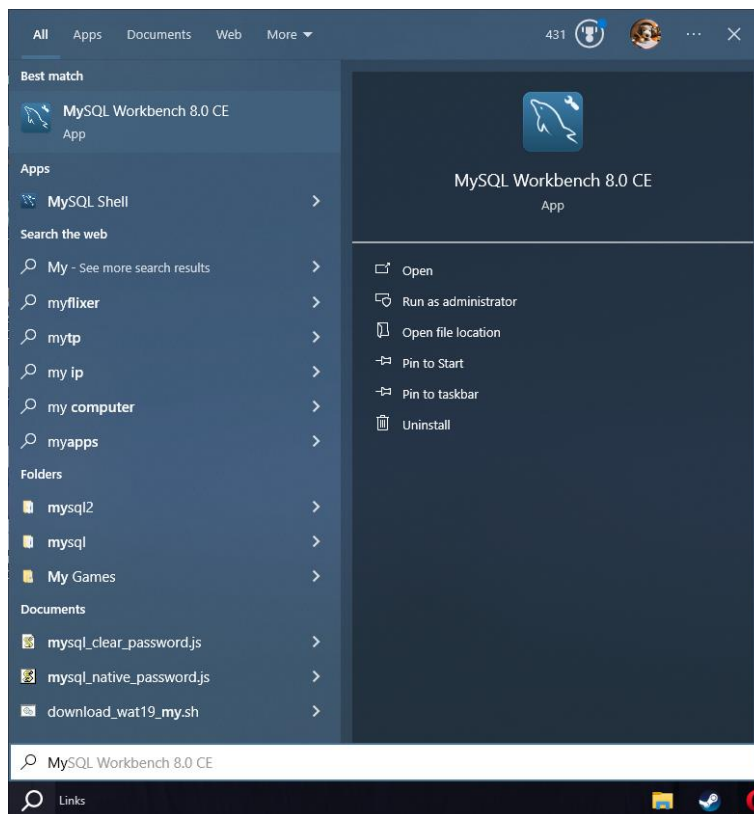 All Apps Documents Web More 431
Best match
MySQL Workbench 8.0 CE
App
Apps
MySQL Shell
Search the web
My - See more search results
myflixer
mytp
my ip
my computer
myapps
Folders
mysql2
mysql
My Games
Documents
mysql_clear_password.js
mysql_native_password.js
download_wat19_my.sh
MySQL Workbench 8.0 CE
App
Open
Run as administrator
Open file location
Pin to Start
Pin to taskbar
Uninstall
MySQL Workbench 8.0 CE
Links